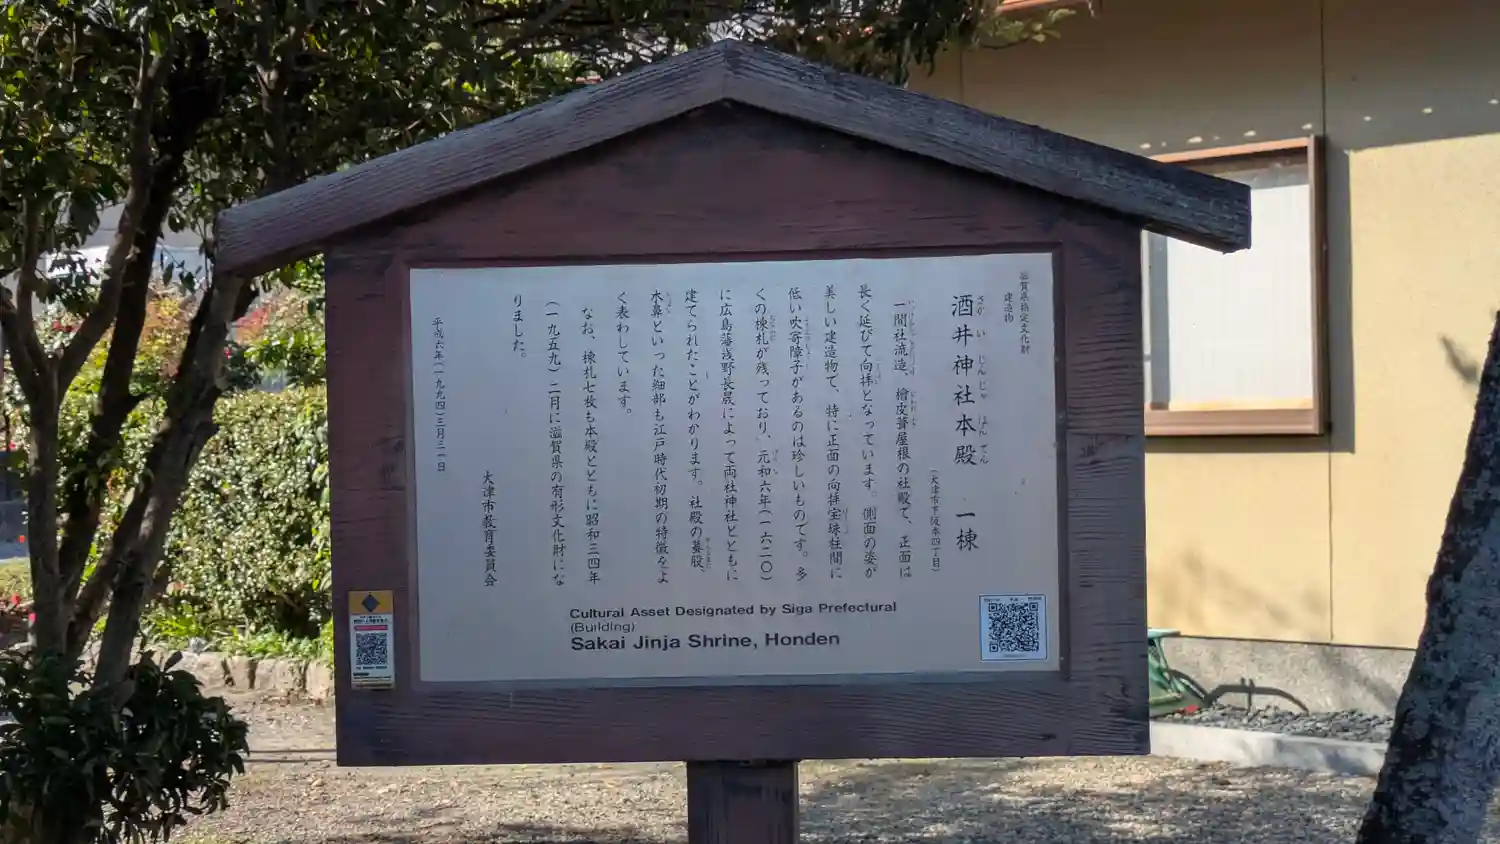 滋賀県指定文化財
建造物
酒井神社本殿 一棟
さか い じんじゃ ほんでん
(大津市下阪本四丁目)
一間社流造、檜皮葺屋根の社殿で、正面は
長く延びて向拝となっています。側面の姿が
美しい建造物で、特に正面の向拝宝珠柱間に
低い吹寄障子があるのは珍しいものです。多
くの棟札が残っており、元和六年(一六二〇)
に広島藩浅野長晟によって両社神社とともに
建てられたことがわかります。社殿の蟇股、
木鼻といった細部も江戸時代初期の特徴をよ
く表わしています。
なお、棟札七枚も本殿とともに昭和三四年
(一九五九)二月に滋賀県の有形文化財にな
りました。
大津市教育委員会
平成六年(一九九四)三月三一日
Cultural Asset Designated by Siga Prefectural
(Building)
Sakai Jinja Shrine, Honden